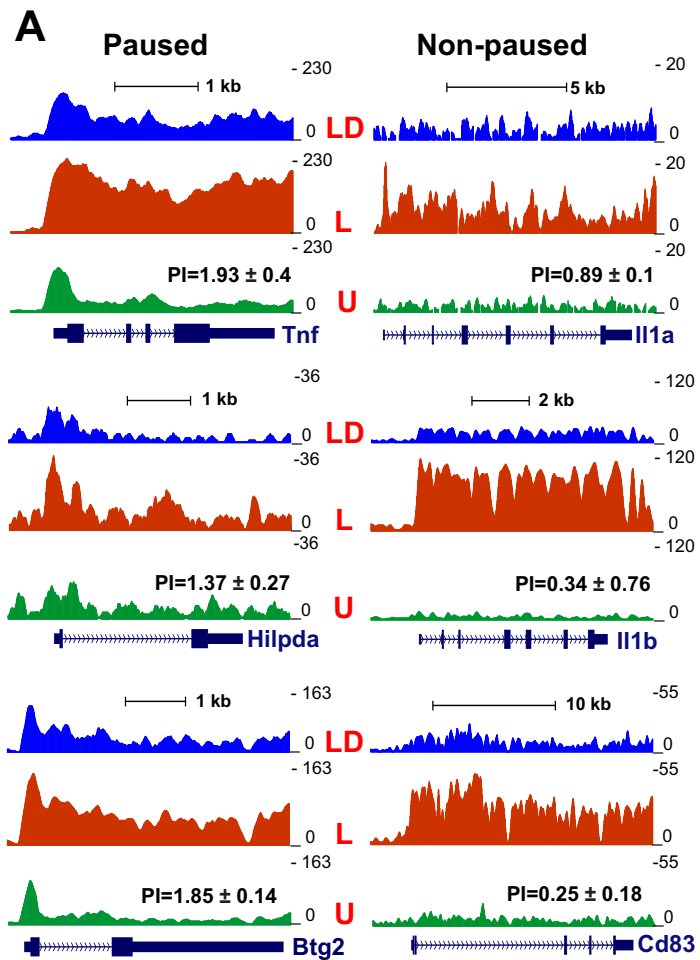 A
Paused
Non-paused
- 230
1 kb
0
LD
- 20
5 kb
0
- 230
0
L
- 20
0
- 230
PI=1.93 ± 0.4
0
U
- 20
PI=0.89 ± 0.1
0
Tnf
Il1a
-36
1 kb
0
LD
- 120
2 kb
0
-36
0
L
-120
0
-36
PI=1.37 ± 0.27
0
U
- 120
PI=0.34 ± 0.76
0
Hilpda
Il1b
- 163
1 kb
0
LD
-55
10 kb
0
- 163
0
L
-55
0
- 163
PI=1.85 ± 0.14
0
U
-55
PI=0.25 ± 0.18
0
Btg2
Cd83